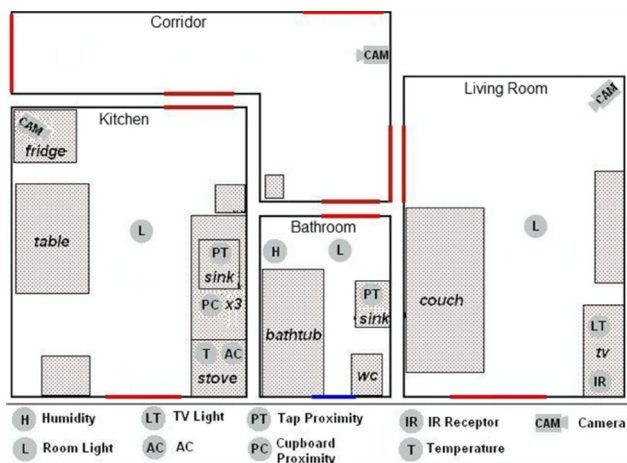 Corridor
CAM
Living Room
CAM
Kitchen
CAM
fridge
table
L
PT
sink
PC x3
T AC
stove
Bathroom
H L
bathtub
PT
sink
wc
L
couch
LT
tv
IR
H Humidity LT TV Light PT Tap Proximity IR IR Receptor CAM Camera
L Room Light AC AC PC Cupboard Proximity T Temperature